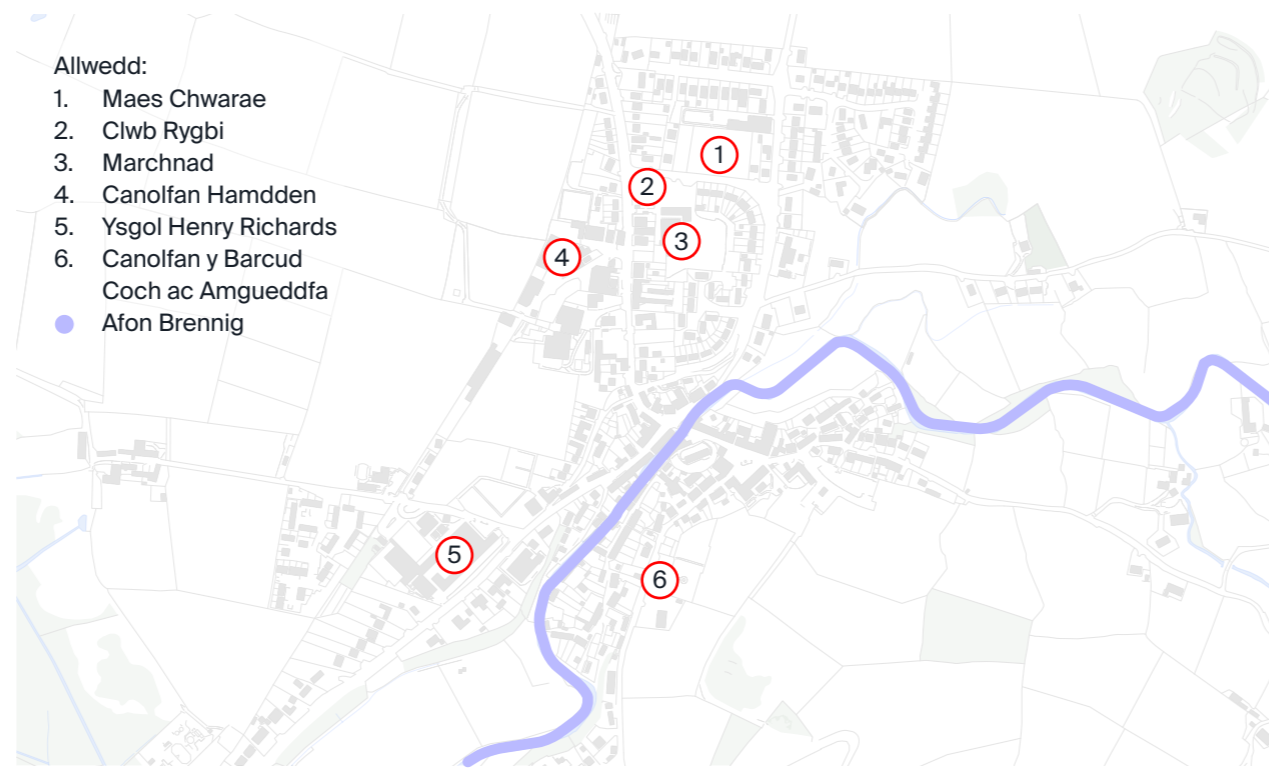 Allwedd:
1. Maes Chwarae
2. Clwb Rygbi
3. Marchnad
4. Canolfan Hamdden
5. Ysgol Henry Richards
6. Canolfan y Barcud
Coch ac Amgueddfa
Afon Brennig
1
2
3
4
5
6